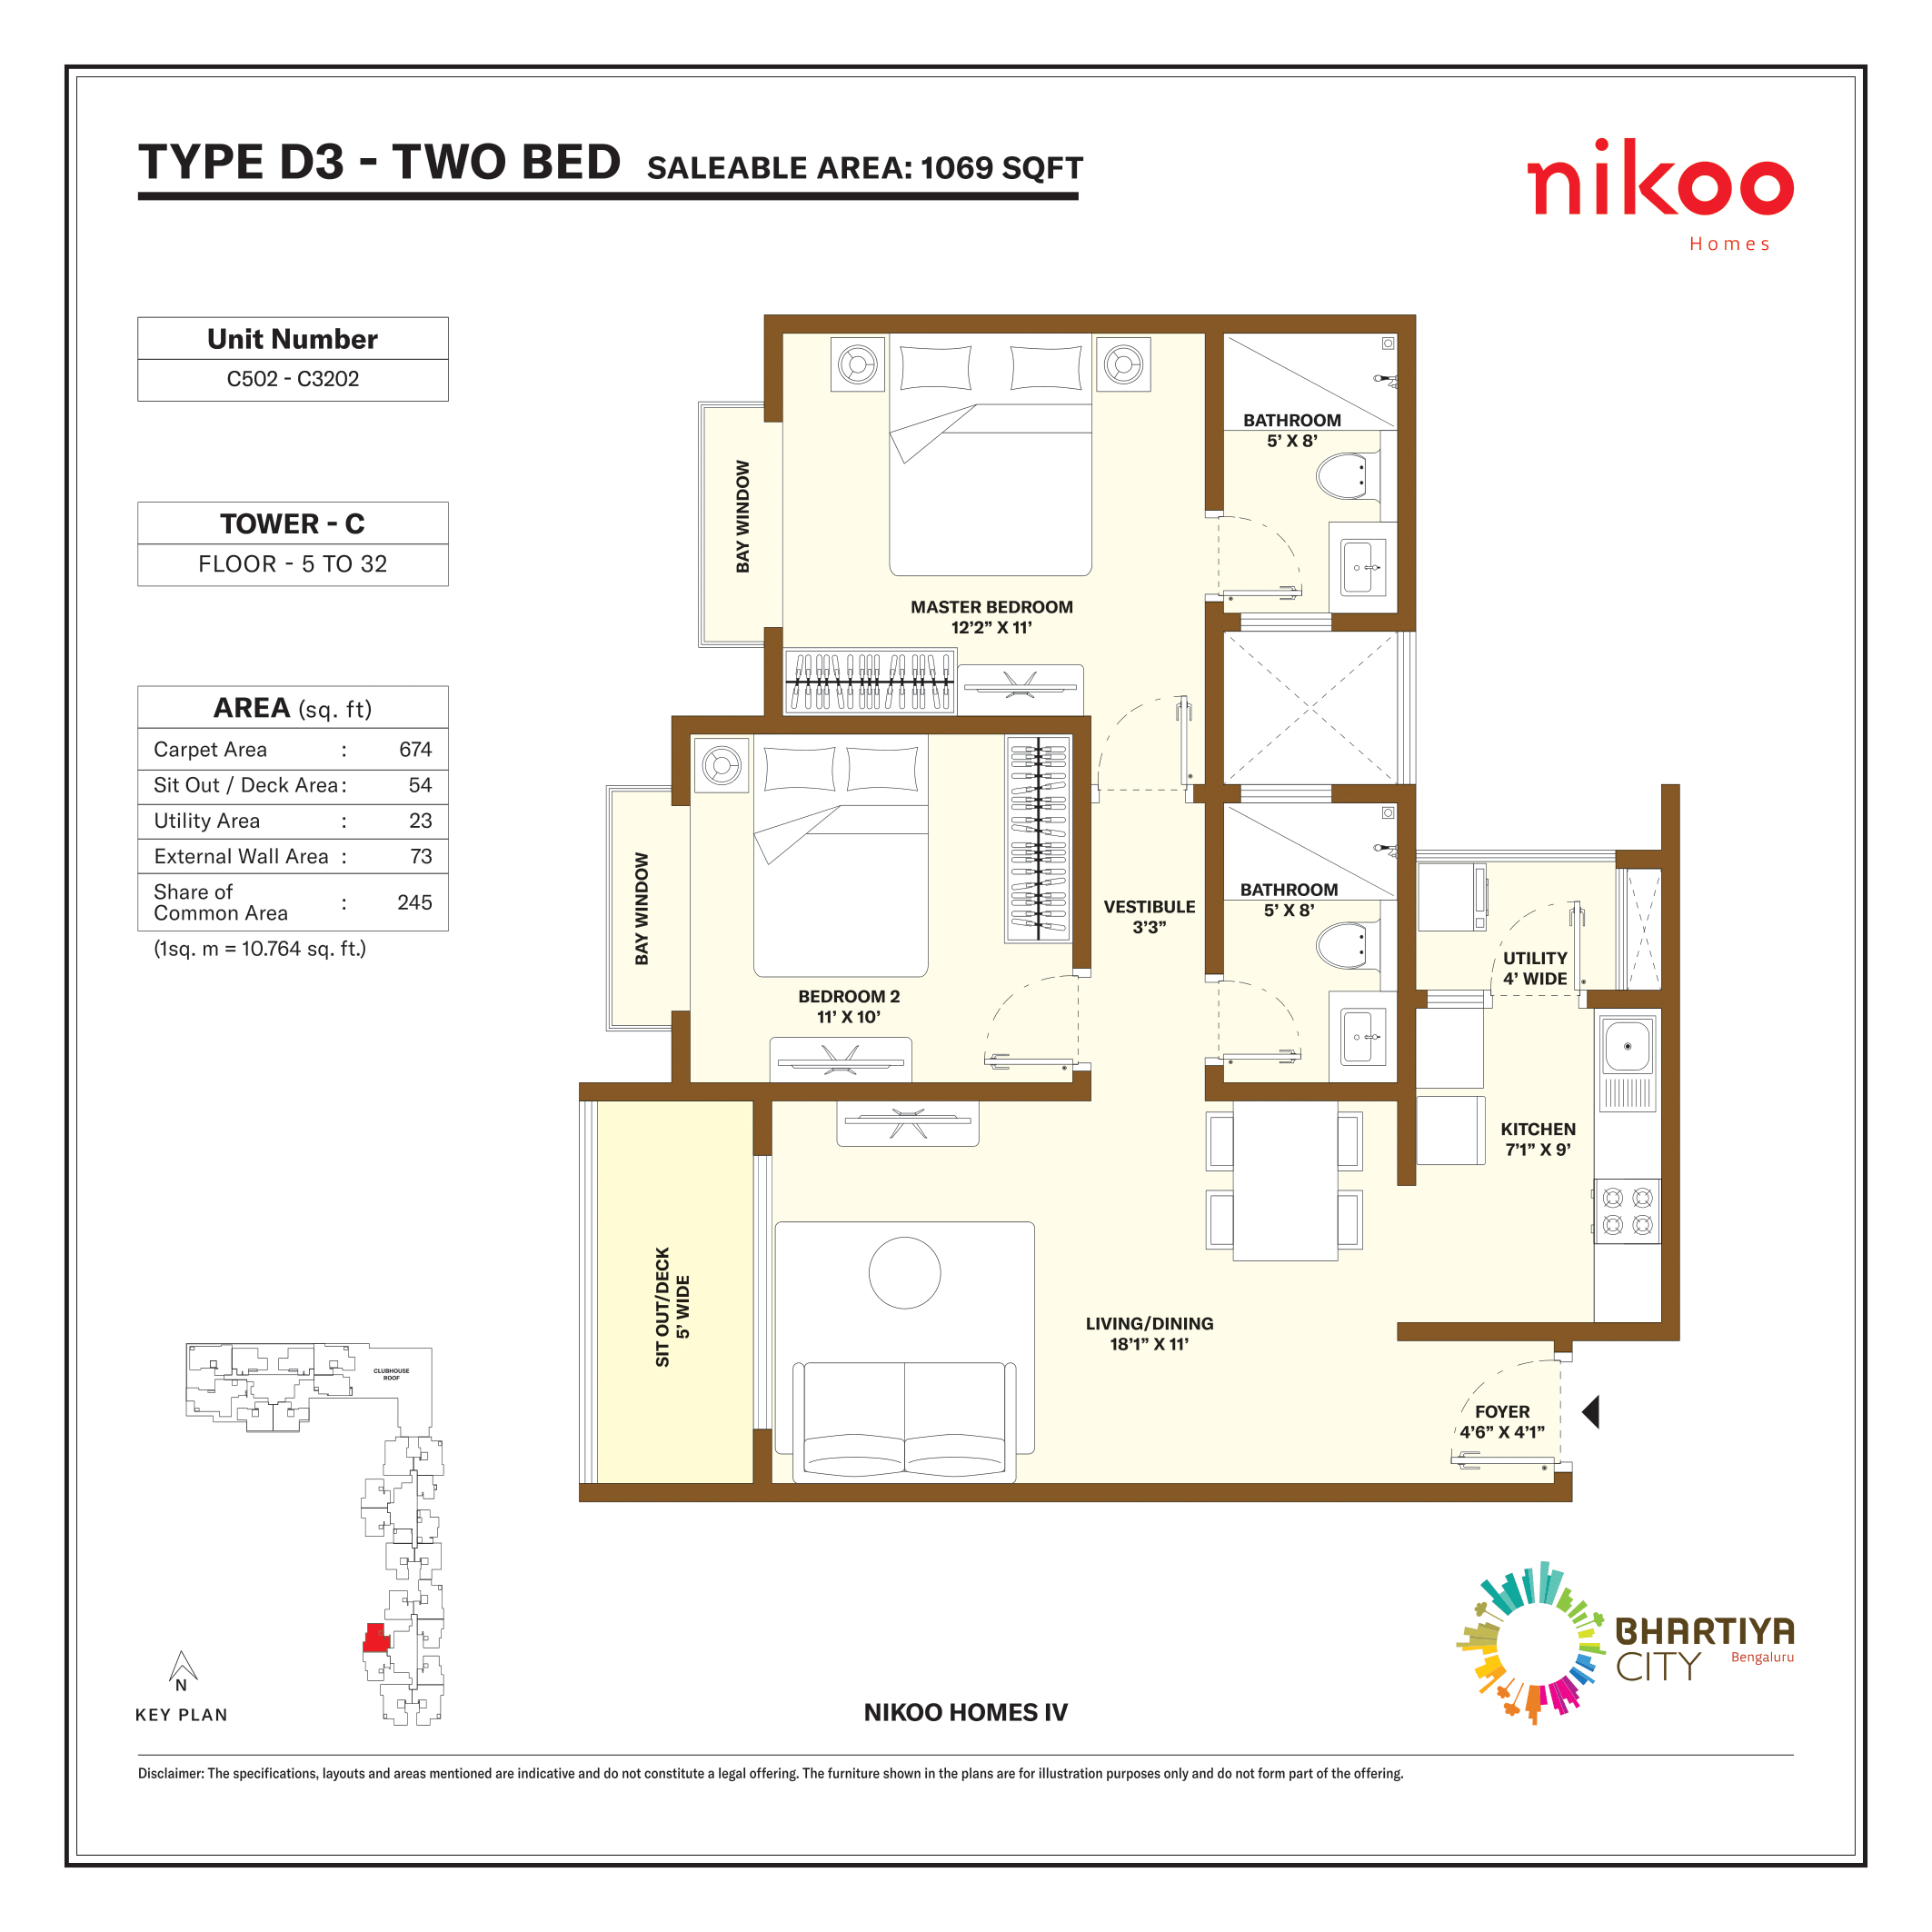 TYPE D3 - TWO BED SALEABLE AREA: 1069 SQFT
nikoo
Homes
Unit Number
C502 - C3202
TOWER - C
FLOOR - 5 TO 32
AREA (sq. ft)
Carpet Area : 674
Sit Out / Deck Area : 54
Utility Area : 23
External Wall Area : 73
Share of
Common Area : 245
(1sq. m = 10.764 sq. ft.)
BATHROOM
5’ X 8’
BAY WINDOW
MASTER BEDROOM
12’2” X 11’
BAY WINDOW
BATHROOM
5’ X 8’
VESTIBULE
3’3”
UTILITY
4’ WIDE
BEDROOM 2
11’ X 10’
KITCHEN
7’1” X 9’
SIT OUT/DECK
5’ WIDE
LIVING/DINING
18’1” X 11’
FOYER
4’6” X 4’1”
CLUBHOUSE
ROOF
N
KEY PLAN
NIKOO HOMES IV
BHARTIYA
CITY
Bengaluru
Disclaimer: The specifications, layouts and areas mentioned are indicative and do not constitute a legal offering. The furniture shown in the plans are for illustration purposes only and do not form part of the offering.